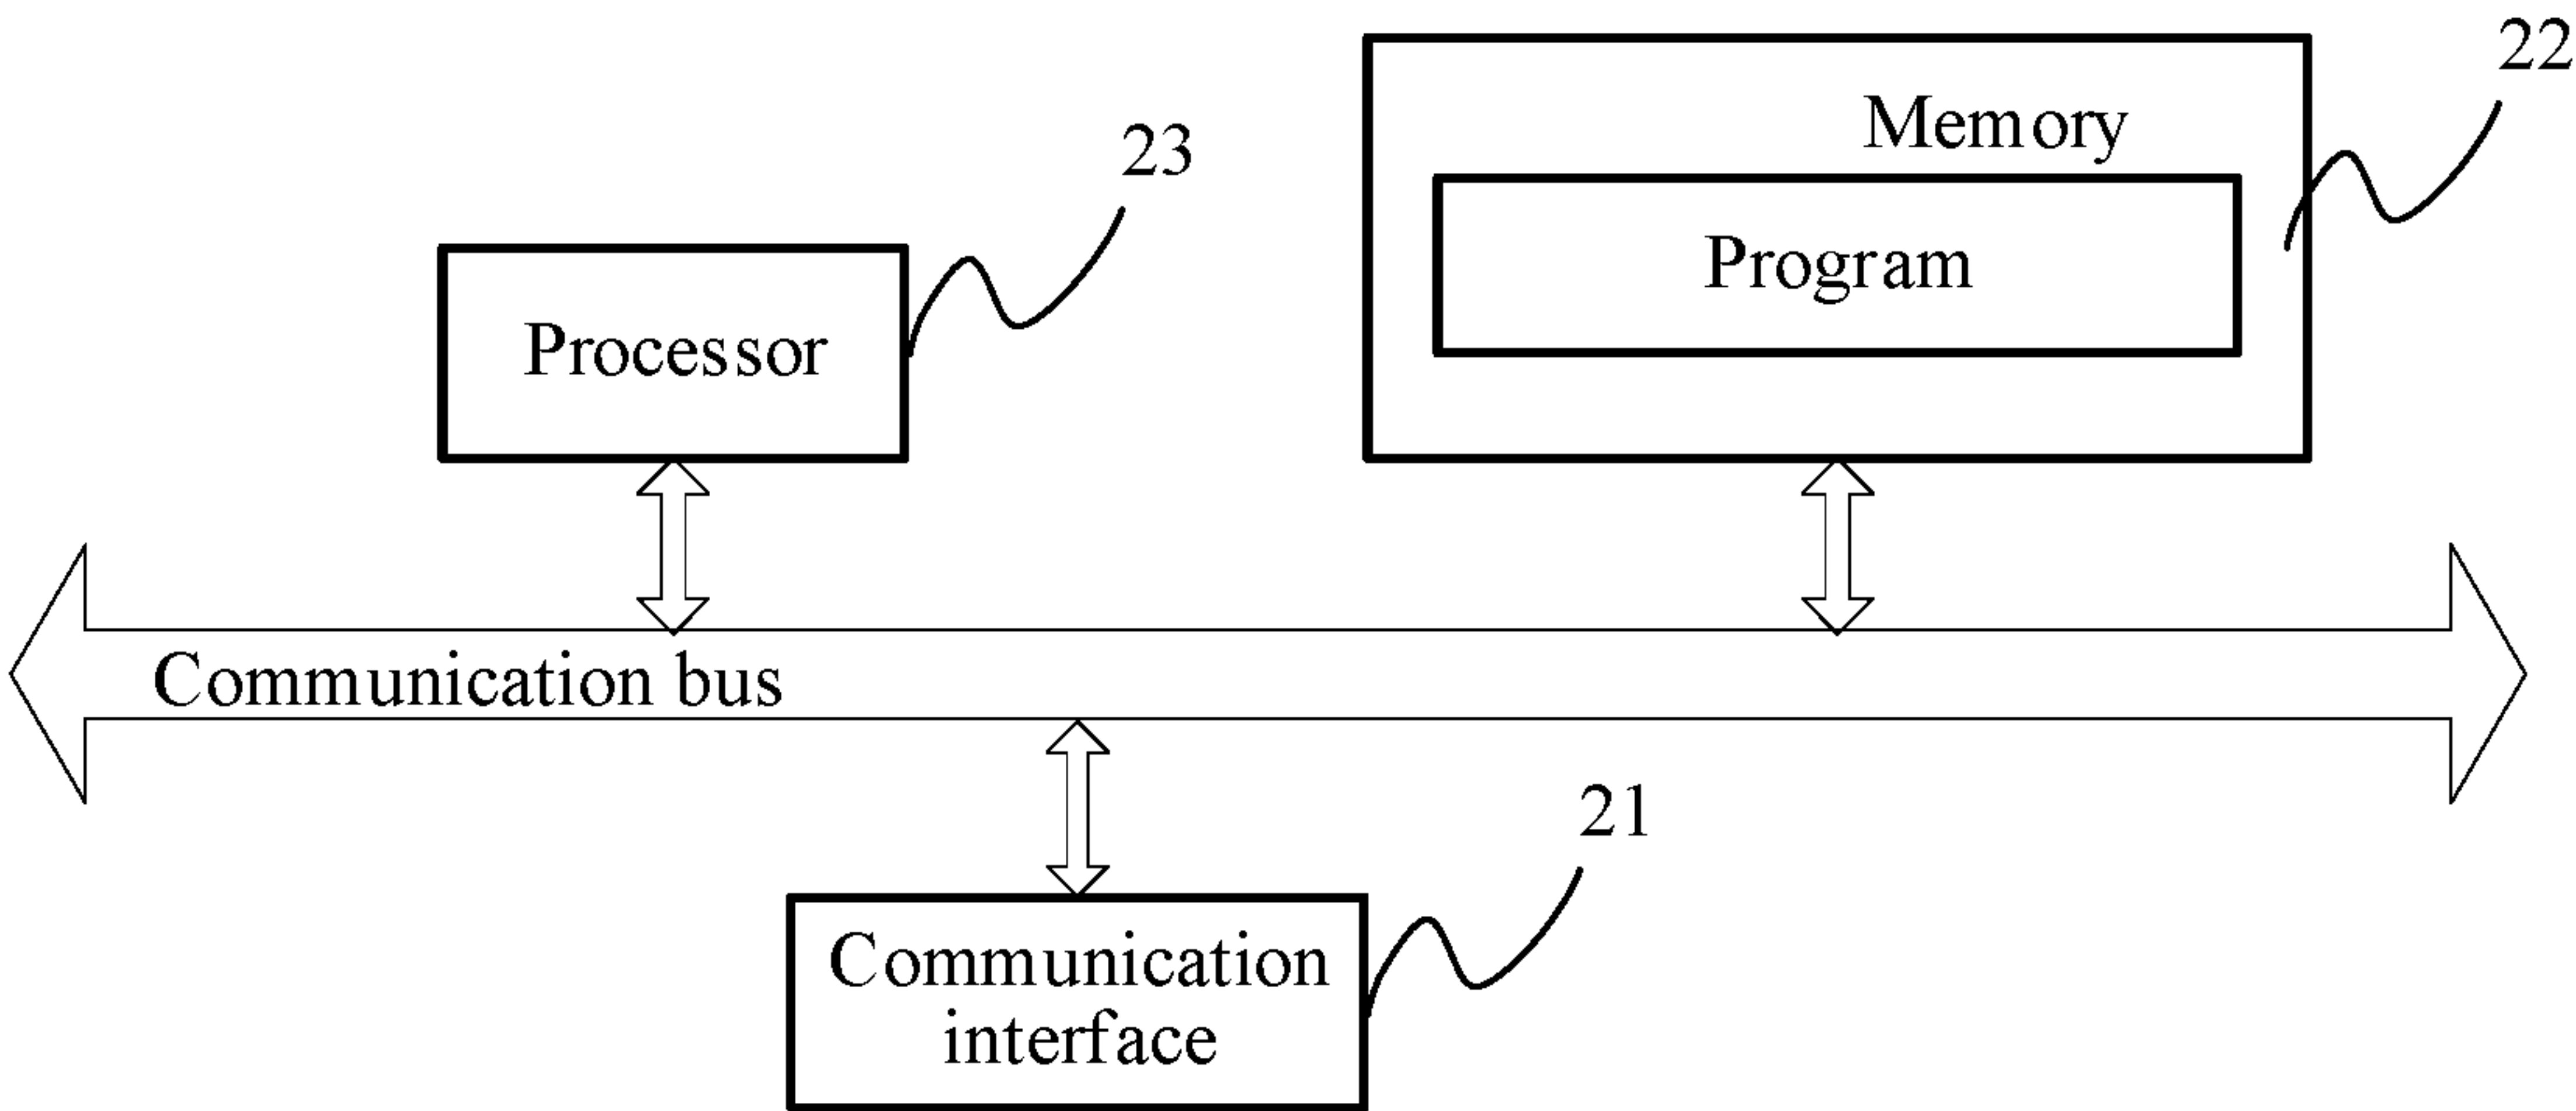 22
Memory
23
Program
Processor
Communication bus
21
Communication
interface